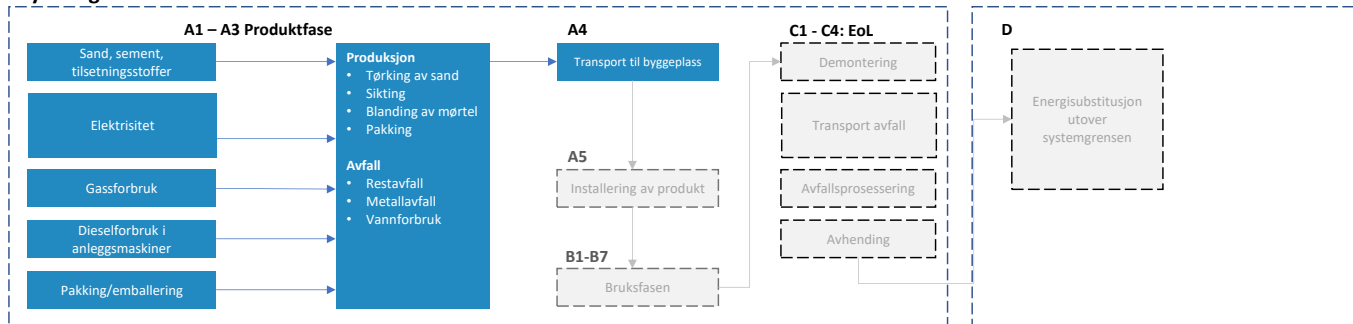 A1 – A3 Produktfase
Sand, sement,
tilsetningsstoffer
Elektrisitet
Gassforbruk
Dieselforbruk i
anleggsmaskiner
Pakking/emballering
Produksjon
• Tørking av sand
• Sikting
• Blanding av mørtel
• Pakking
Avfall
• Restavfall
• Metallavfall
• Vannforbruk
A4
Transport til byggeplass
A5
Installering av produkt
B1-B7
Bruksfasen
C1 - C4: EoL
Demontering
Transport avfall
Avfallsprosessering
Avhending
D
Energisubstitusjon
utover
systemgrensen